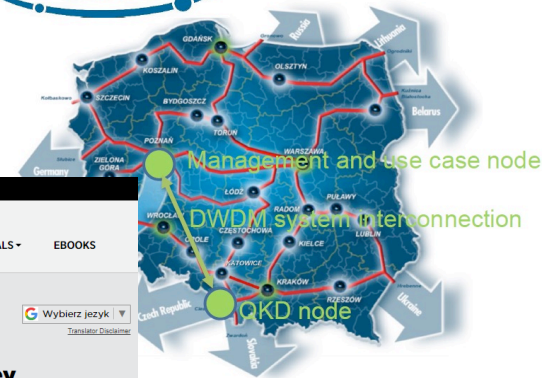 GDAŃSK
Russia
Lithuania
KOSZALIN
OLSZTYN
Kołbaskowo
SZCZECIN
BYDGOSZCZ
TORUŃ
Belarus
POZNAŃ
WARSZAWA
Germany
ZIELONA
GÓRA
Management and use case node
ŁÓDŹ
RADOM
PUŁAWY
LUBLIN
WROCŁAW
DWDM system interconnection
CZĘSTOCHOWA
KIELCE
OPOLE
KATOWICE
KRAKÓW
RZESZÓW
Ukraine
Czech Republic
QKD node
Slovakia
ALS
EBOOKS
G Wybierz język
Translator Disclaimer